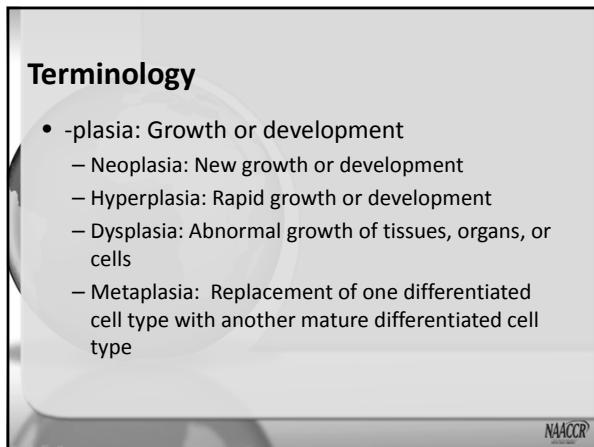 Terminology
• -plasia: Growth or development
– Neoplasia: New growth or development
– Hyperplasia: Rapid growth or development
– Dysplasia: Abnormal growth of tissues, organs, or
cells
– Metaplasia:  Replacement of one differentiated
cell type with another mature differentiated cell
type
NAACCR